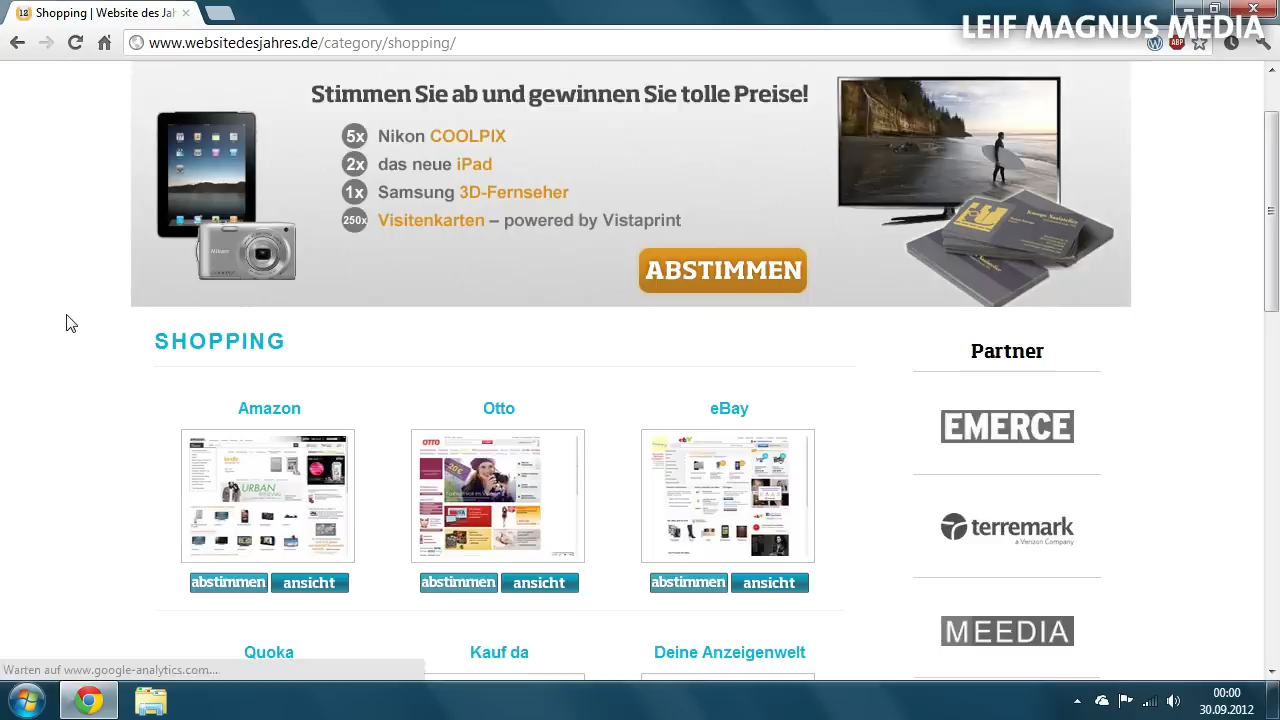 Shopping | Website des Jah
LEIF MAGNUS MEDIA
www.websitedesjahres.de/category/shopping/
ABP
Stimmen Sie ab und gewinnen Sie tolle Preise!
5x Nikon COOLPIX
2x das neue iPad
1x Samsung 3D-Fernseher
250x Visitenkarten – powered by Vistaprint
ABSTIMMEN
SHOPPING
Partner
Amazon Otto eBay
EMERCE
OTTO
URBAN
terremark
a Verizon Company
abstimmen ansicht abstimmen ansicht abstimmen ansicht
MEEDIA
Quoka Kauf da Deine Anzeigenwelt
Warten auf www.google-analytics.com...
00:00
30.09.2012